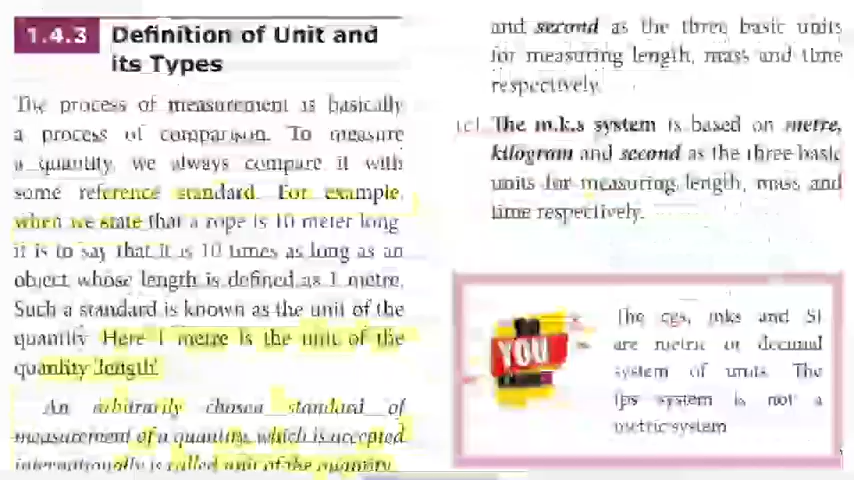 1.4.3 Definition of Unit and
its Types
The process of measurement is basically
a process of comparison. To measure
a quantity, we always compare it with
some reference standard. For example,
when we state that a rope is 10 meter long
it is to say that it is 10 times as long as an
object whose length is defined as 1 metre.
Such a standard is known as the unit of the
quantity. Here 1 metre is the unit of the
quantity 'length'.
An arbitrarily chosen standard of
measurement of a quantity, which is accepted
internationally is called unit of the quantity.
and second as the three basic units
for measuring length, mass and time
respectively.
(c) The m.k.s system is based on metre,
kilogram and second as the three basic
units for measuring length, mass and
time respectively.
YOU
The cgs, mks and SI
are metric or decimal
system of units. The
fps system is not a
metric system